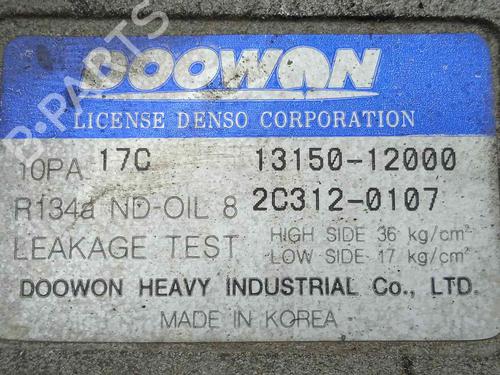 DOOWON
LICENSE DENSO CORPORATION
10PA 17C 13150-12000
R134a ND-OIL 8 2C312-0107
LEAKAGE TEST HIGH SIDE 36 kg/cm²
LOW SIDE 17 kg/cm²
DOOWON HEAVY INDUSTRIAL Co., LTD.
MADE IN KOREA
B-PARTS